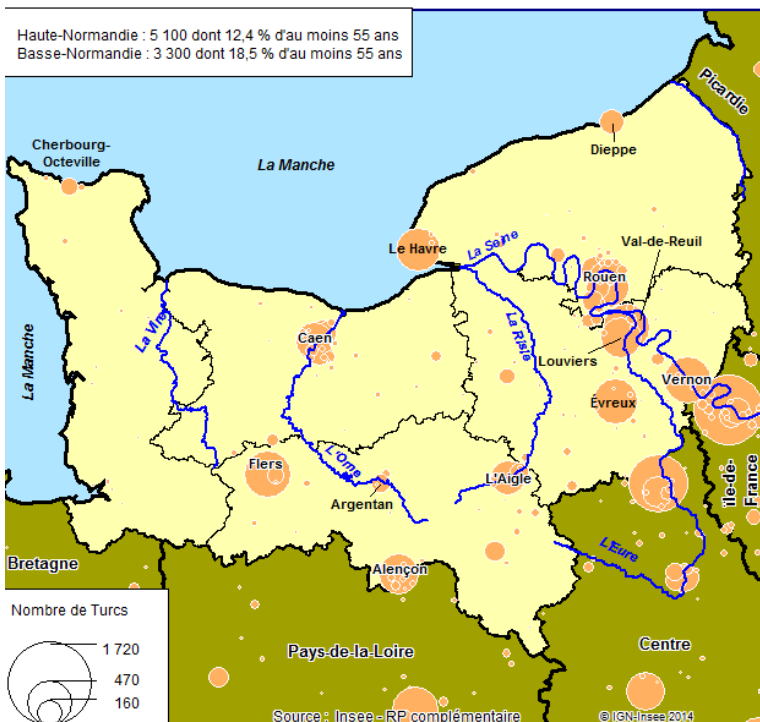 Haute-Normandie : 5 100 dont 12,4 % d'au moins 55 ans
Basse-Normandie : 3 300 dont 18,5 % d'au moins 55 ans
Picardie
Cherbourg-
Octeville
La Manche
Dieppe
Le Havre
La Seine
Val-de-Reuil
Rouen
La Manche
La Vire
Caen
La Risle
Louviers
Vernon
Évreux
Flers
L'Orne
L'Aigle
Argentan
Île-de-
France
L'Eure
Bretagne
Alençon
Nombre de Turcs
1 720
470
160
Pays-de-la-Loire
Centre
Source : Insee - RP complémentaire
© IGN-Insee 2014